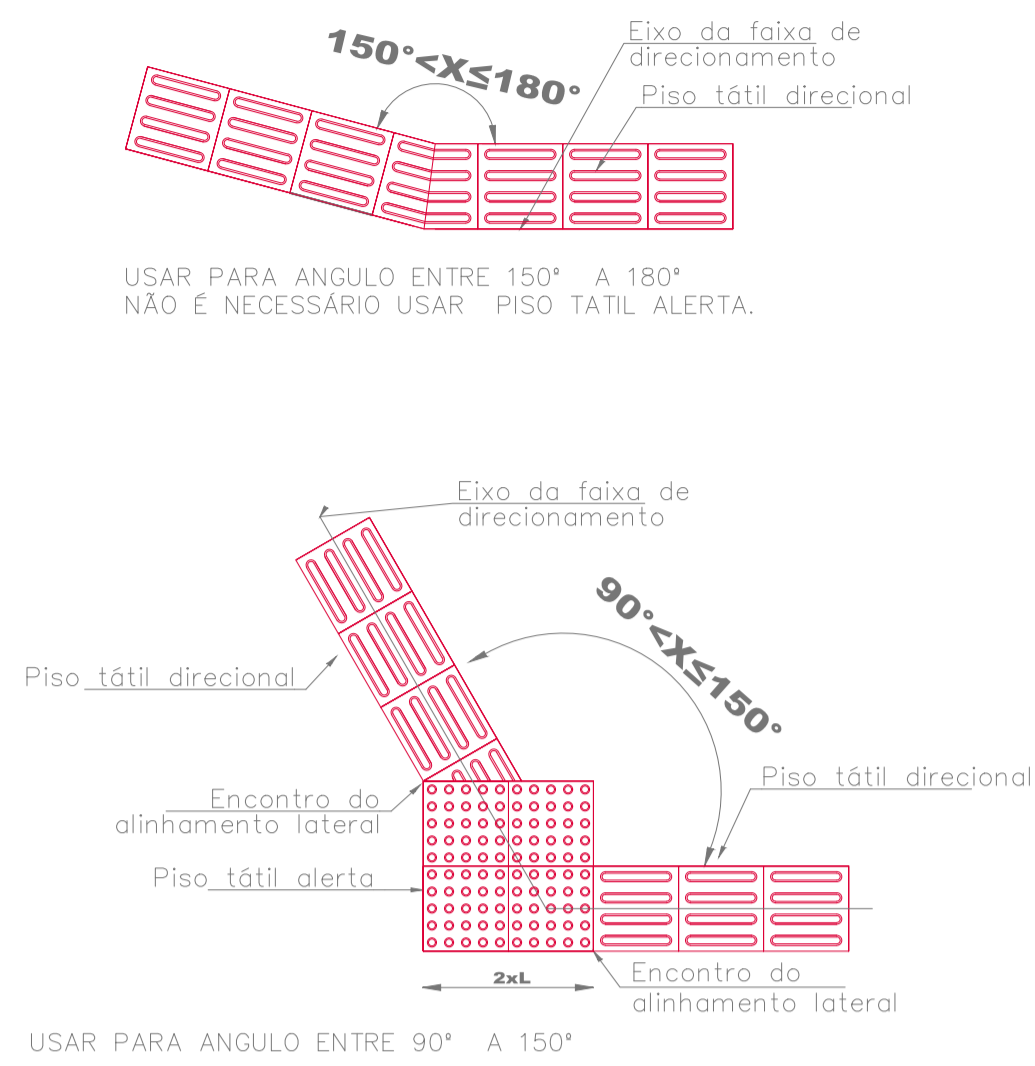 150°<X≤180°
Eixo da faixa de
direcionamento
Piso tátil direcional
USAR PARA ANGULO ENTRE 150° A 180°
NÃO É NECESSÁRIO USAR PISO TATIL ALERTA.
Eixo da faixa de
direcionamento
90°<X≤150°
Piso tátil direcional
Piso tátil direcional
Encontro do
alinhamento lateral
Piso tátil alerta
2xL
Encontro do
alinhamento lateral
USAR PARA ANGULO ENTRE 90° A 150°